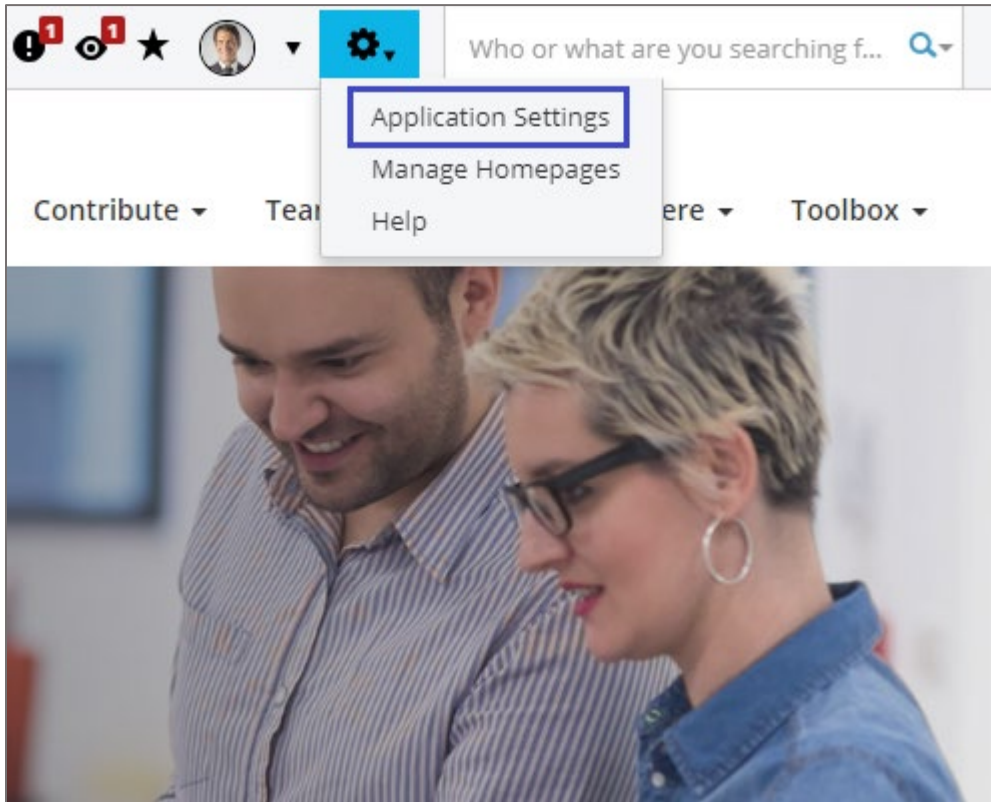 1
1
Who or what are you searching f...
Application Settings
Manage Homepages
Help
Contribute
Toolbox